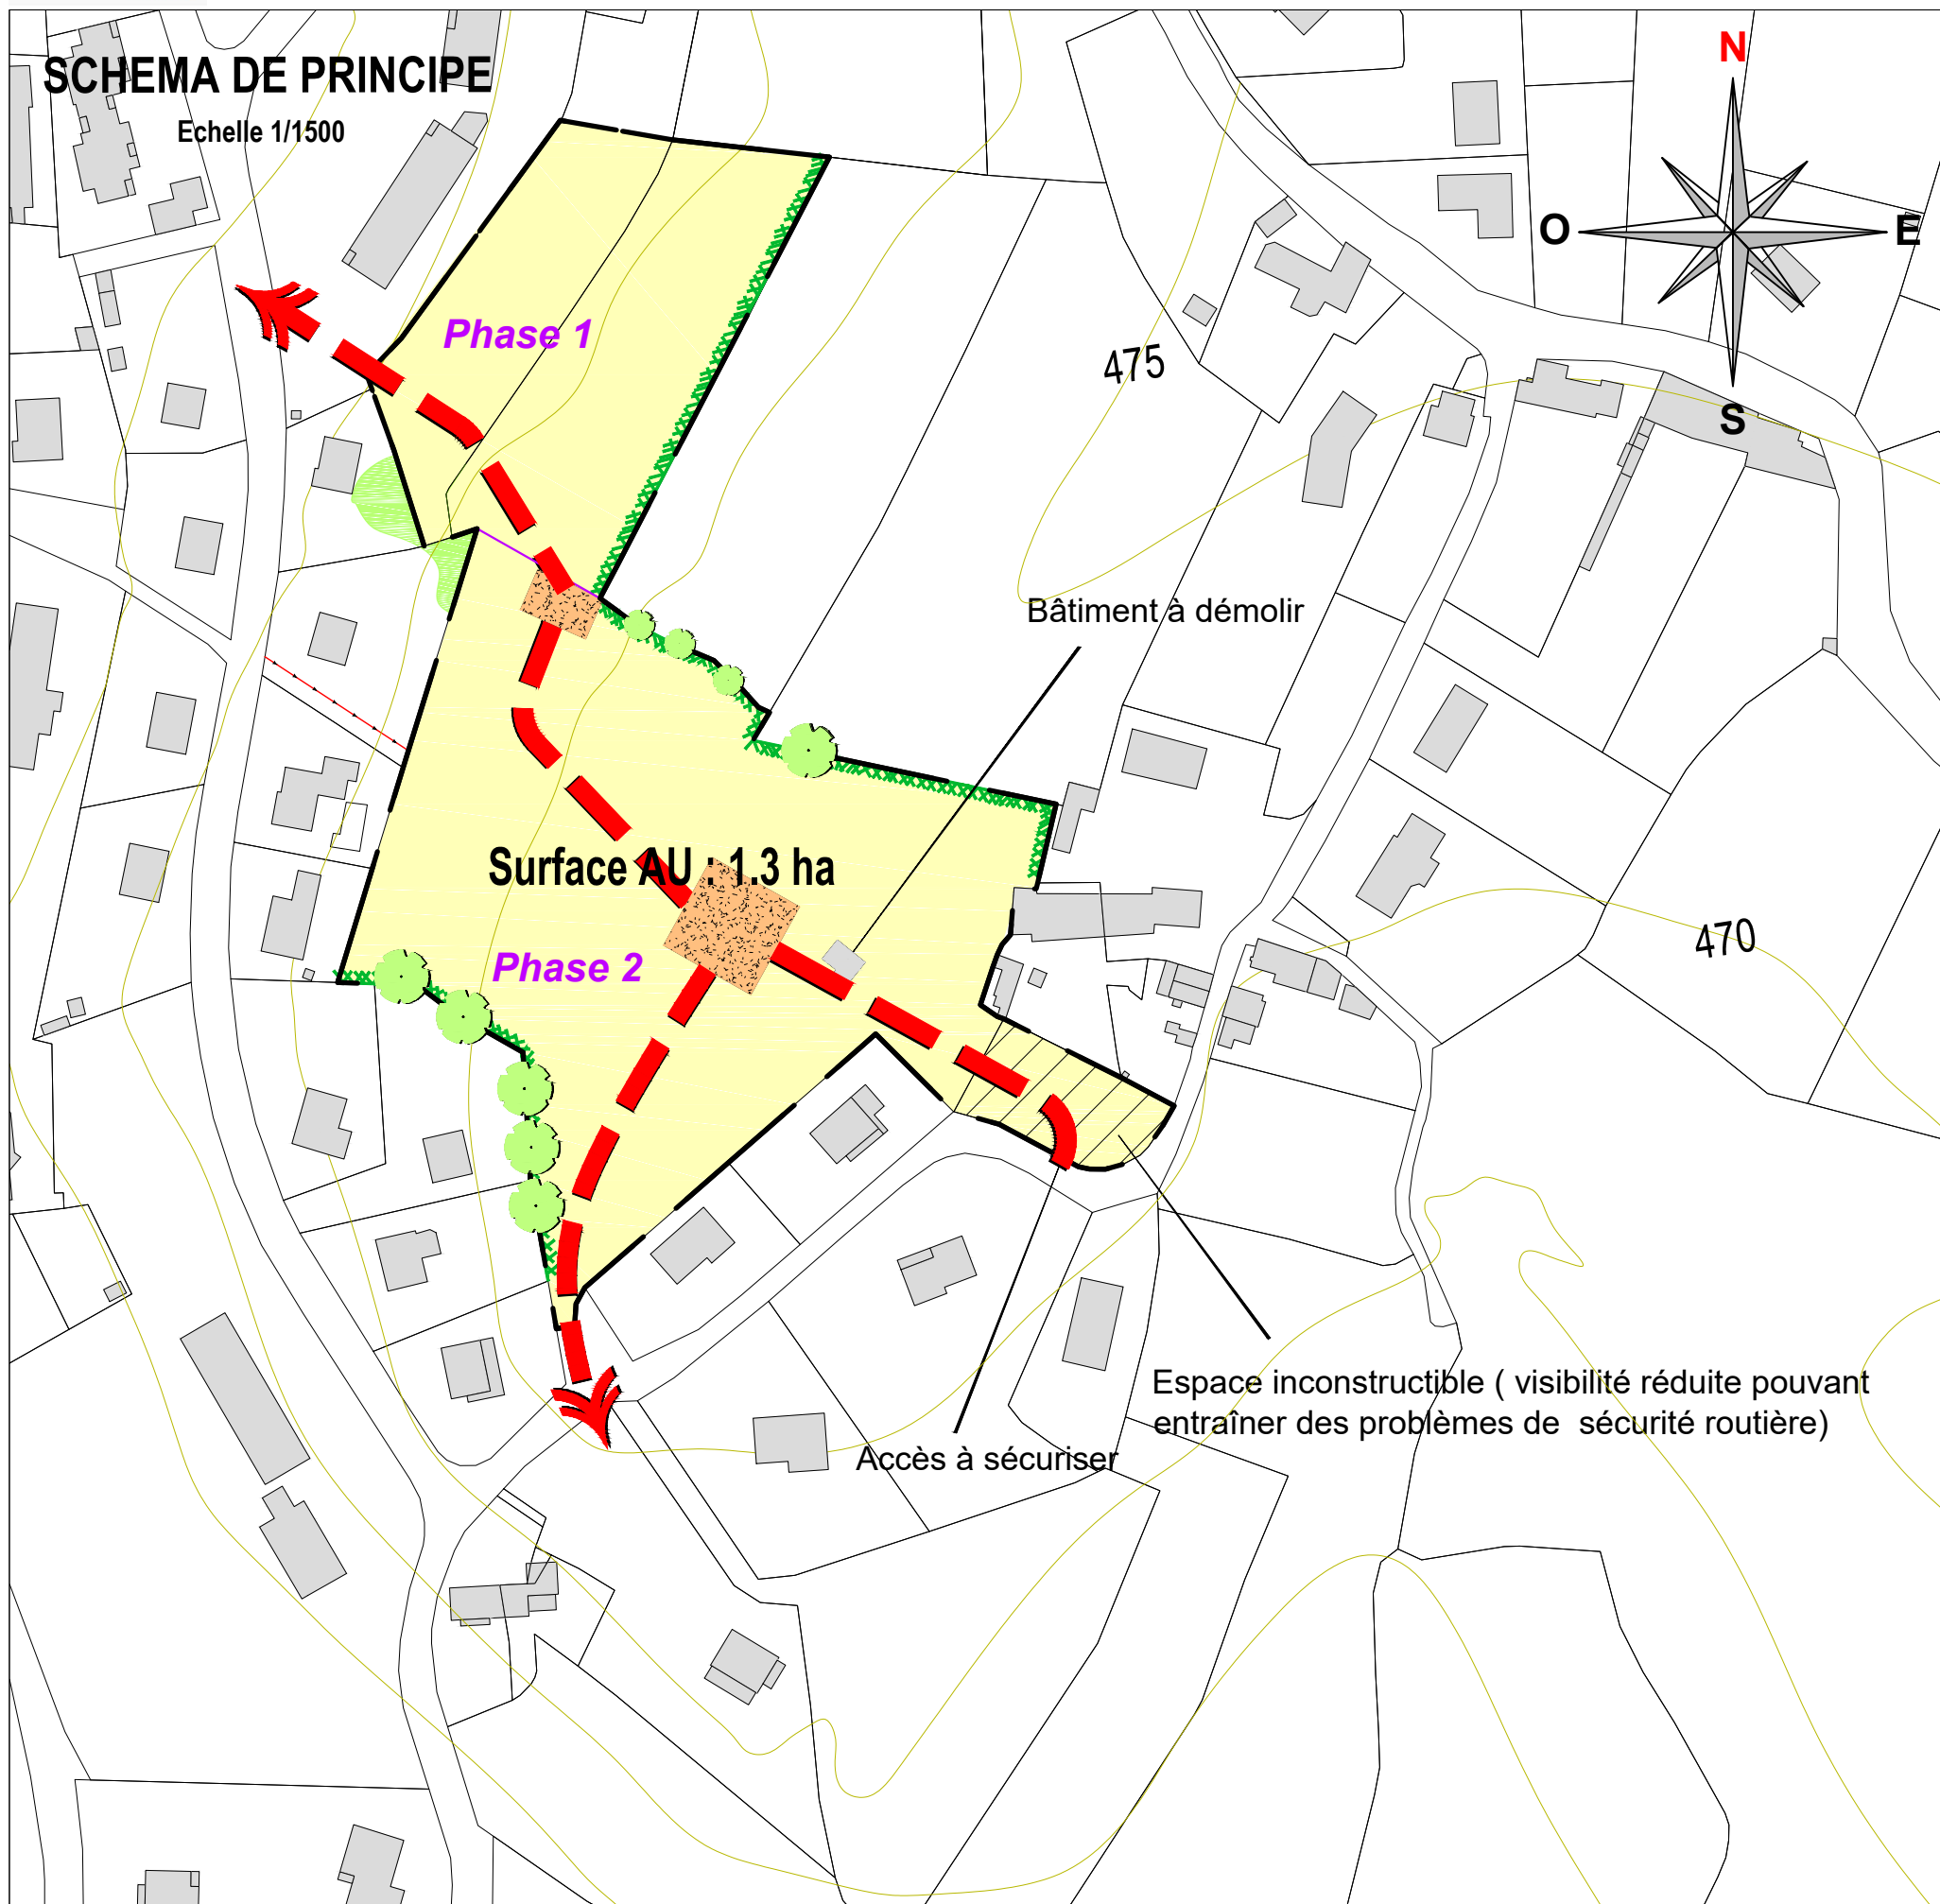 SCHEMA DE PRINCIPE
Echelle 1/1500
N
O
E
S
Phase 1
475
Bâtiment à démolir
Surface AU : 1.3 ha
Phase 2
470
Espace inconstructible ( visibilité réduite pouvant
entraîner des problèmes de sécurité routière)
Accès à sécuriser